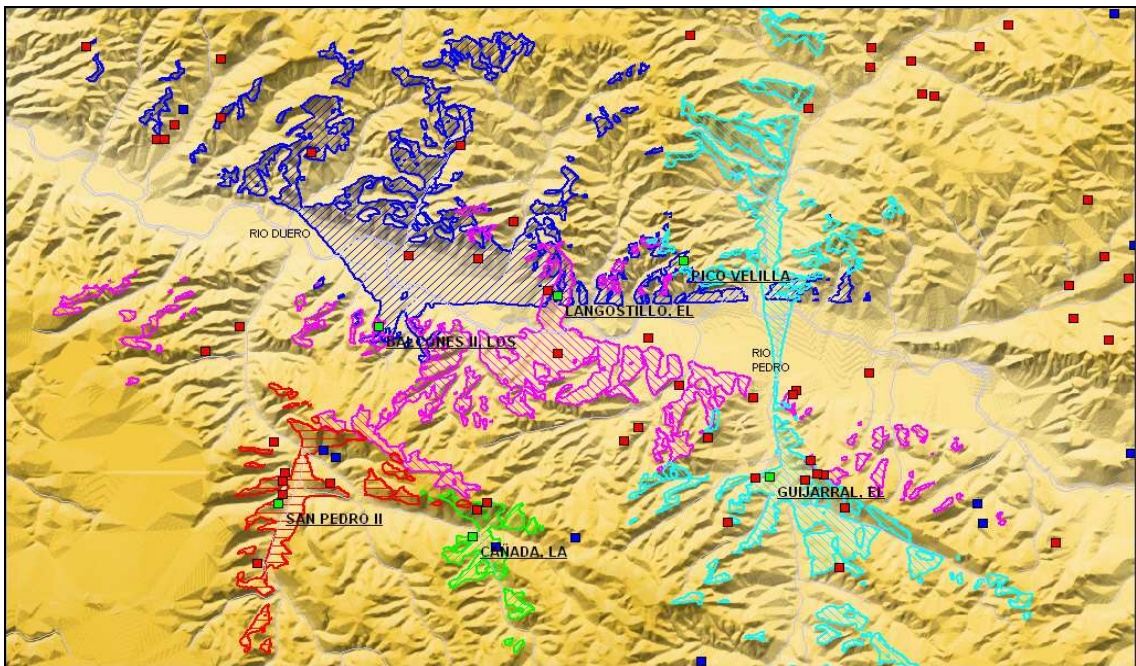 RIO DUERO
PICO VELILLA
LANGOSTILLO, EL
BALCONES II, LOS
RIO
PEDRO
GUIJARRAL, EL
SAN PEDRO II
CAÑADA, LA